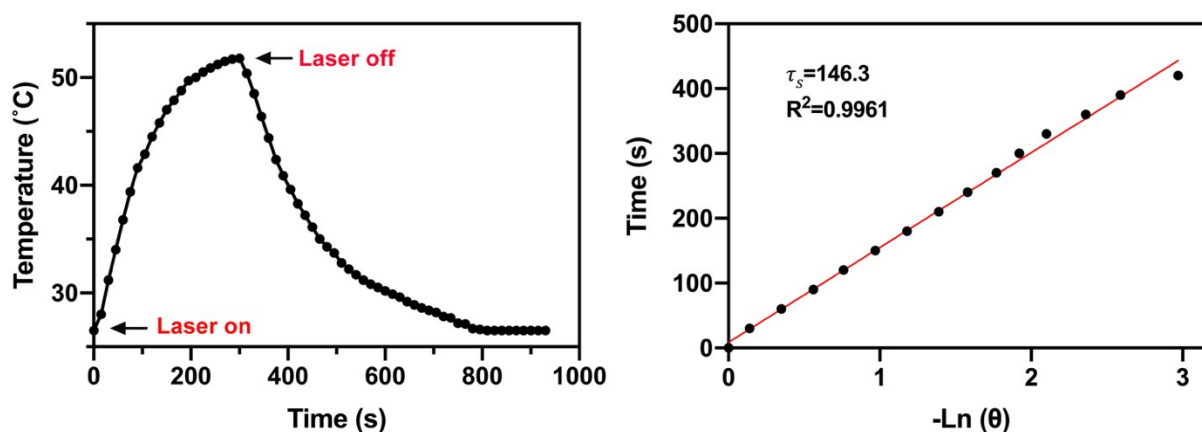 Temperature (°C)
50
40
30
0
200
400
600
800
1000
Time (s)
Laser off
Laser on
Time (s)
500
400
300
200
100
0
0
1
2
3
-Ln (θ)
τₛ=146.3
R²=0.9961